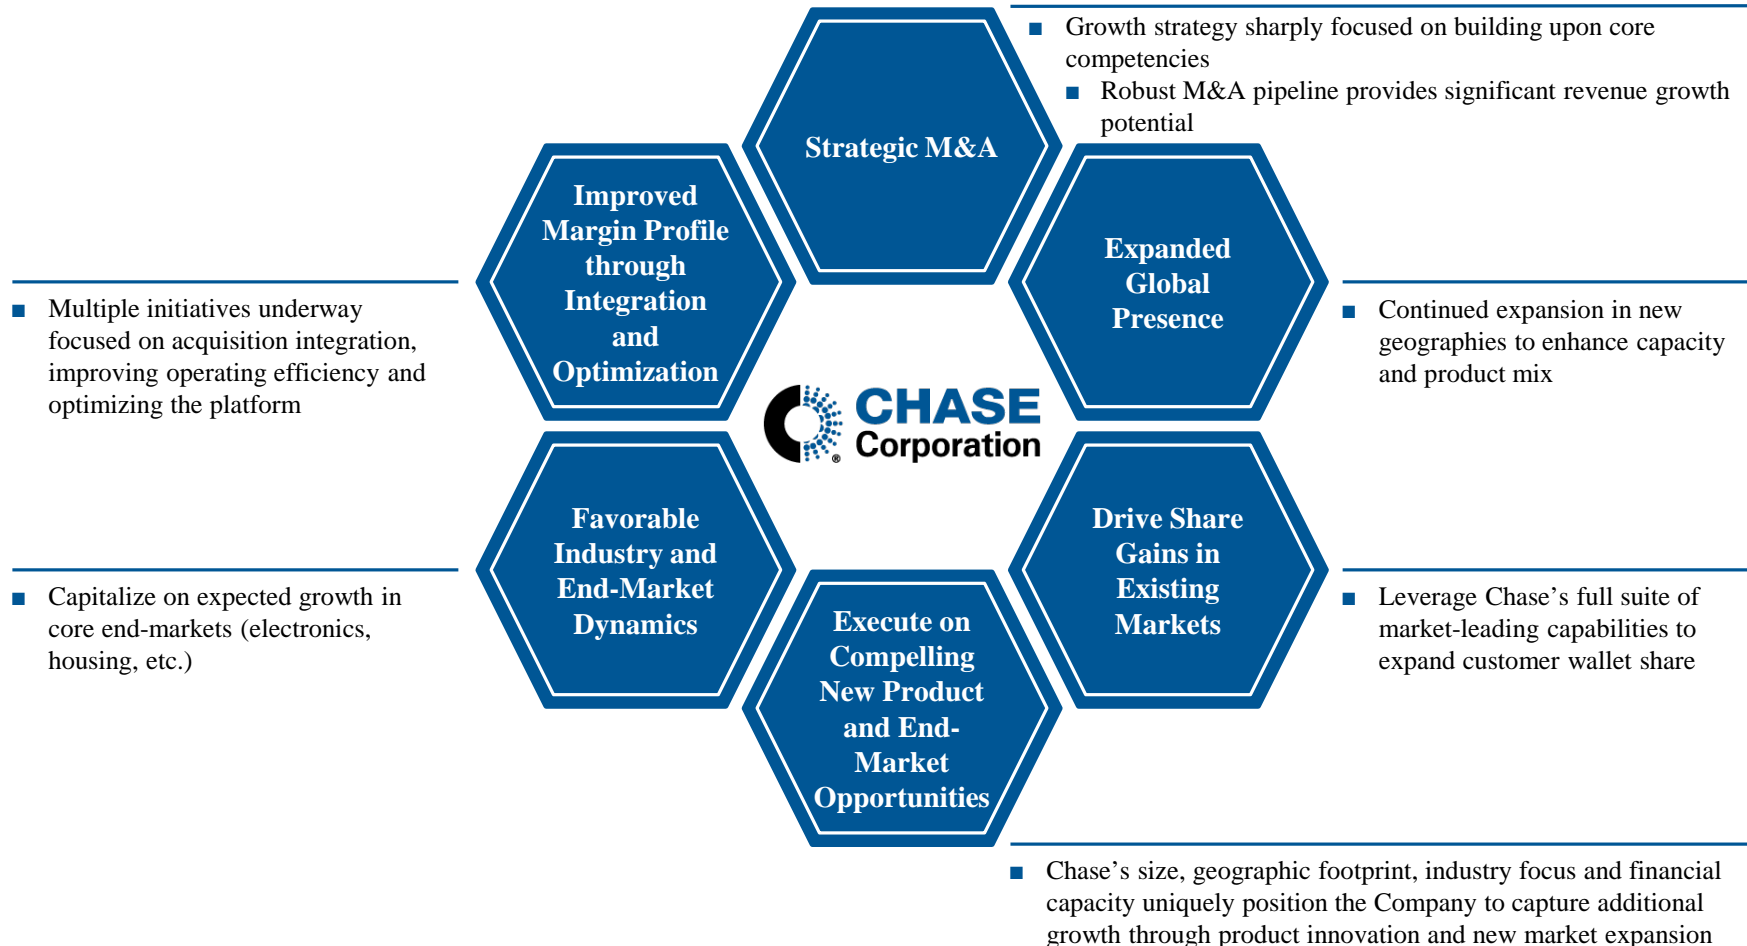 ■ Growth strategy sharply focused on building upon core
competencies
■ Robust M&A pipeline provides significant revenue growth
potential
Strategic M&A
Improved
Margin Profile
through
Integration
and
Optimization
Expanded
Global
Presence
■ Multiple initiatives underway
focused on acquisition integration,
improving operating efficiency and
optimizing the platform
■ Continued expansion in new
geographies to enhance capacity
and product mix
CHASE
Corporation
®
Favorable
Industry and
End-Market
Dynamics
Drive Share
Gains in
Existing
Markets
■ Capitalize on expected growth in
core end-markets (electronics,
housing, etc.)
■ Leverage Chase’s full suite of
market-leading capabilities to
expand customer wallet share
Execute on
Compelling
New Product
and End-
Market
Opportunities
■ Chase’s size, geographic footprint, industry focus and financial
capacity uniquely position the Company to capture additional
growth through product innovation and new market expansion